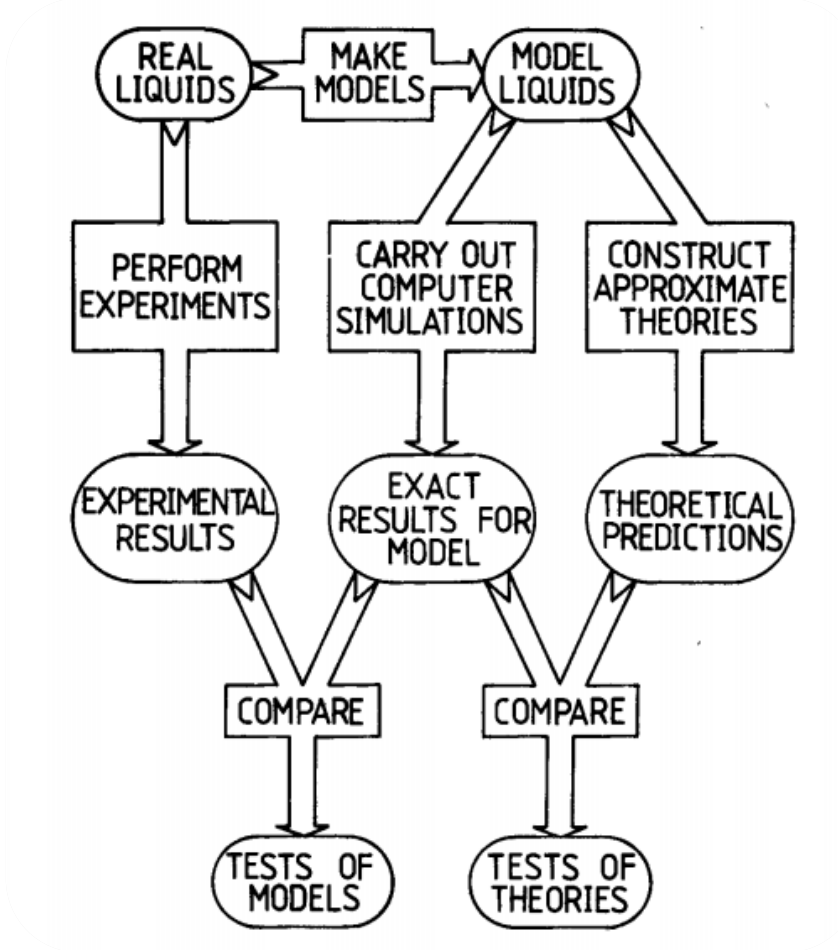 REAL
LIQUIDS
MAKE
MODELS
MODEL
LIQUIDS
PERFORM
EXPERIMENTS
CARRY OUT
COMPUTER
SIMULATIONS
CONSTRUCT
APPROXIMATE
THEORIES
EXPERIMENTAL
RESULTS
EXACT
RESULTS FOR
MODEL
THEORETICAL
PREDICTIONS
COMPARE
COMPARE
TESTS OF
MODELS
TESTS OF
THEORIES